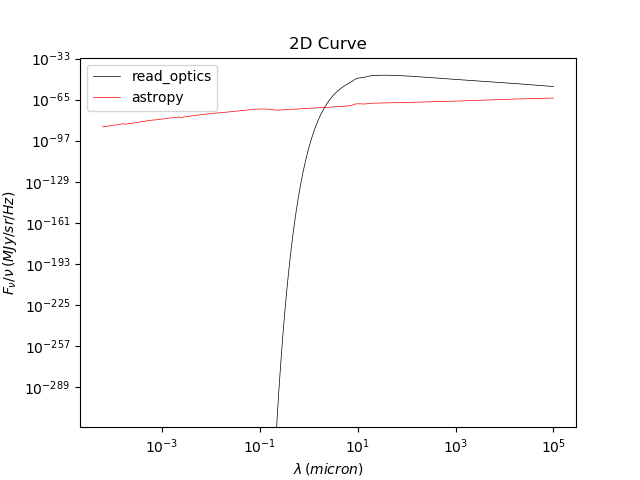 2D Curve
read_optics
astropy
10^{-33}
10^{-65}
10^{-97}
10^{-129}
10^{-161}
10^{-193}
10^{-225}
10^{-257}
10^{-289}
F_ν/ν (MJy/sr/Hz)
10^{-3} 10^{-1} 10^{1} 10^{3} 10^{5}
λ (micron)